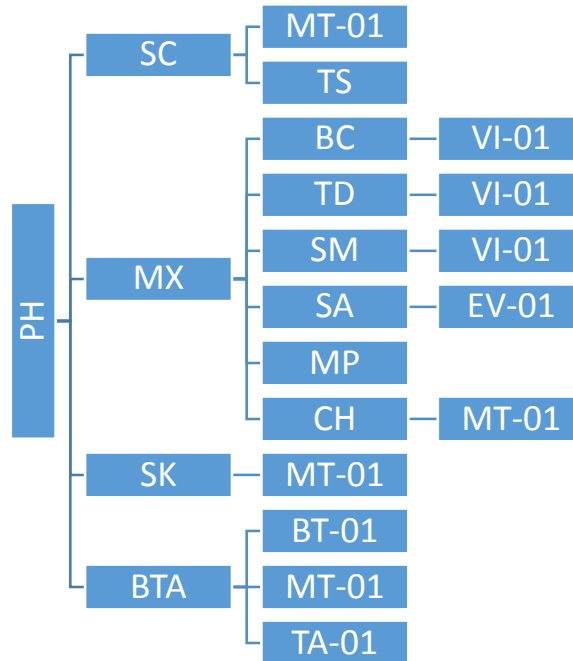 PH
SC
MT-01
TS
MX
BC
VI-01
TD
VI-01
SM
VI-01
SA
EV-01
MP
CH
MT-01
SK
MT-01
BTA
BT-01
MT-01
TA-01